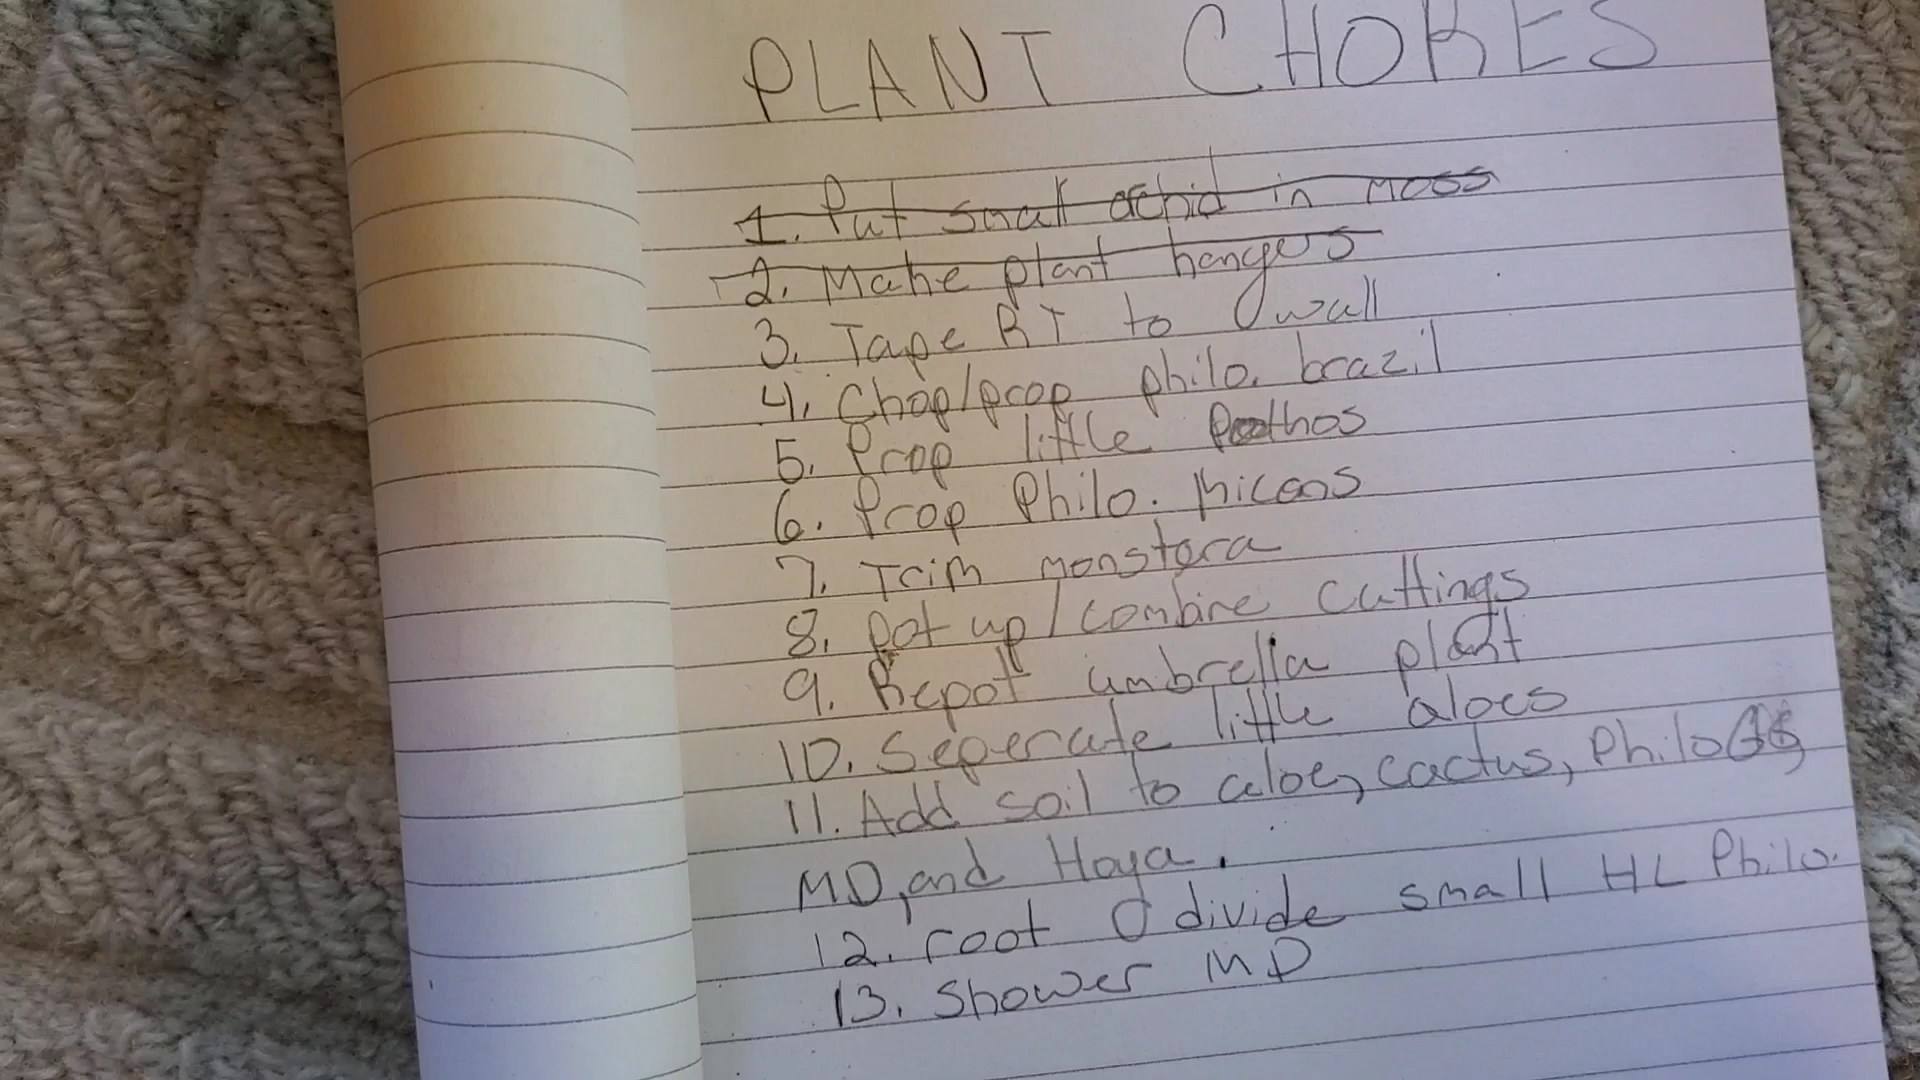 PLANT CHORES
1. Put small orchid in moss
2. Make plant hangers
3. Tape RT to wall
4. Chop/prop philo. brazil
5. Prop little Pothos
6. Prop Philo. Micans
7. Trim monstera
8. Pot up/combine cuttings
9. Repot umbrella plant
10. Seperate little aloes
11. Add soil to aloe, cactus, Philo
MD, and Hoya.
12. root divide small HL Philo.
13. Shower MD